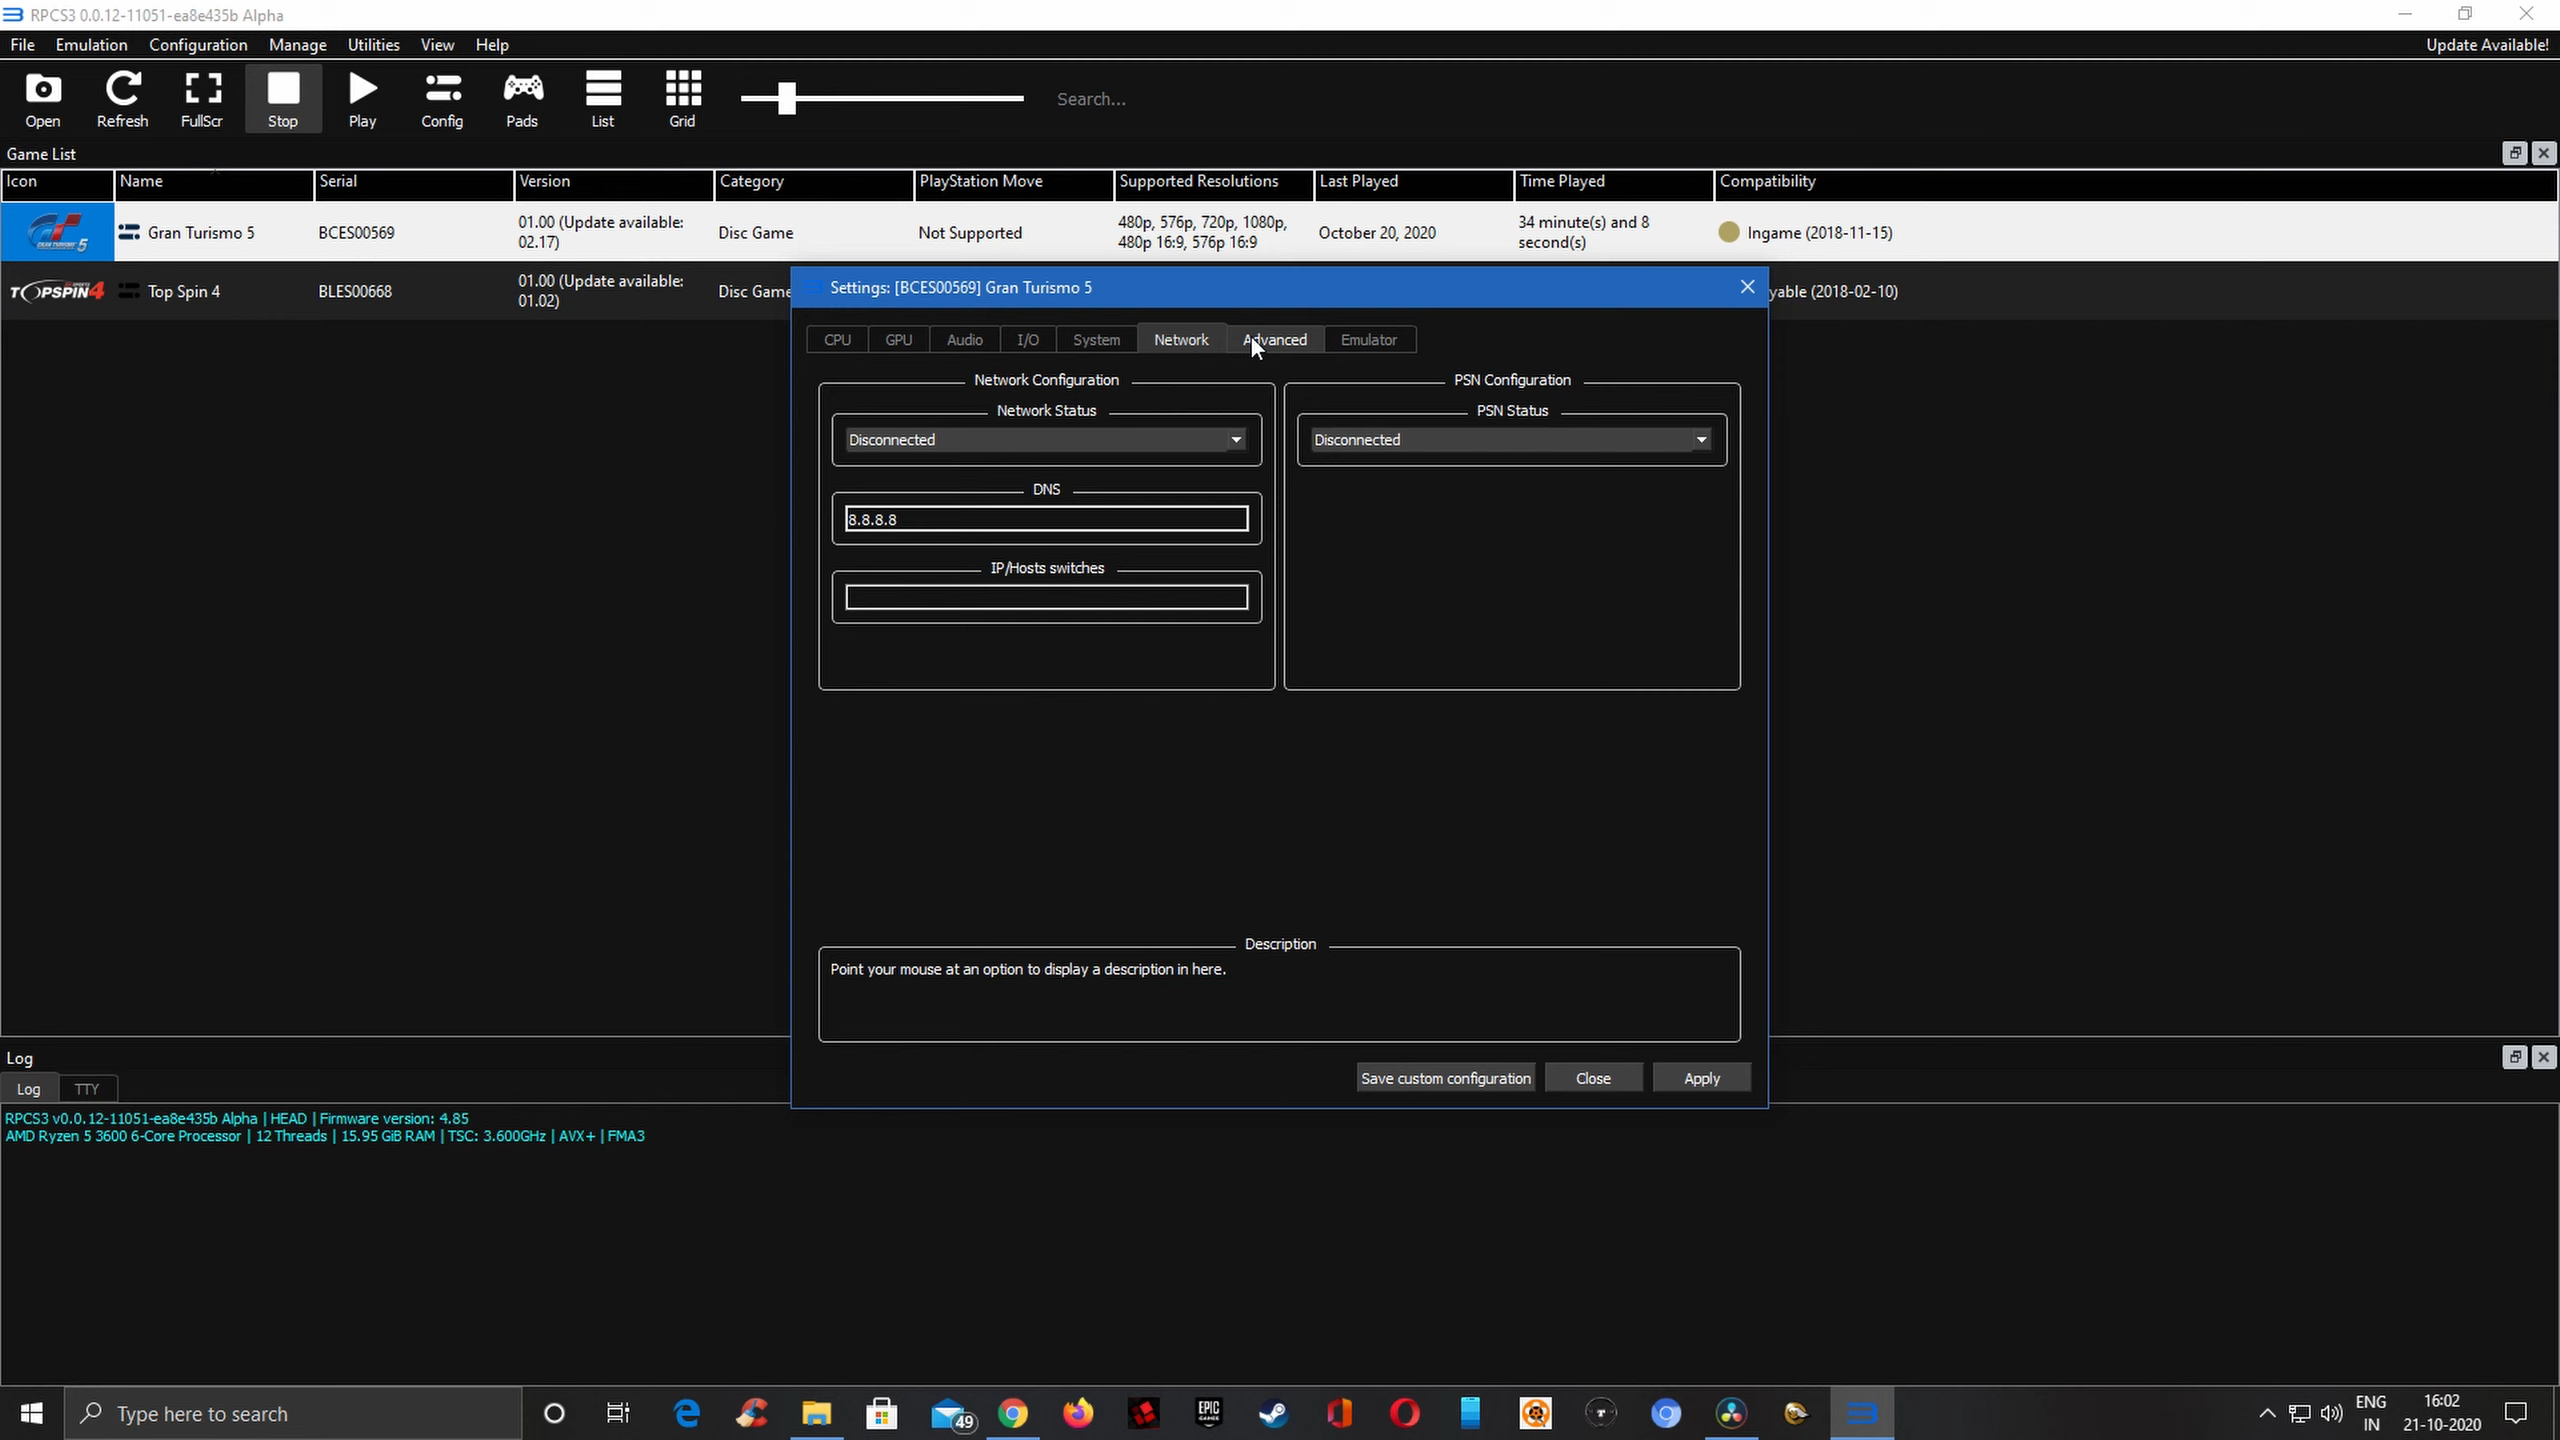 RPCS3 0.0.12-11051-ea8e435b Alpha
File Emulation Configuration Manage Utilities View Help Update Available!
Open Refresh FullScr Stop Play Config Pads List Grid Search...
Game List
Icon Name Serial Version Category PlayStation Move Supported Resolutions Last Played Time Played Compatibility
GRAN TURISMO 5 Gran Turismo 5 BCES00569 01.00 (Update available: 02.17) Disc Game Not Supported 480p, 576p, 720p, 1080p, 480p 16:9, 576p 16:9 October 20, 2020 34 minute(s) and 8 second(s) Ingame (2018-11-15)
TOPSPIN4 Top Spin 4 BLES00668 01.00 (Update available: 01.02) Disc Game yable (2018-02-10)
Settings: [BCES00569] Gran Turismo 5
CPU GPU Audio I/O System Network Advanced Emulator
Network Configuration
Network Status
Disconnected
DNS
8.8.8.8
IP/Hosts switches
PSN Configuration
PSN Status
Disconnected
Description
Point your mouse at an option to display a description in here.
Save custom configuration Close Apply
Log
Log TTY
RPCS3 v0.0.12-11051-ea8e435b Alpha | HEAD | Firmware version: 4.85
AMD Ryzen 5 3600 6-Core Processor | 12 Threads | 15.95 GiB RAM | TSC: 3.600GHz | AVX+ | FMA3
Type here to search
49
EPIC GAMES
ENG
IN
16:02
21-10-2020